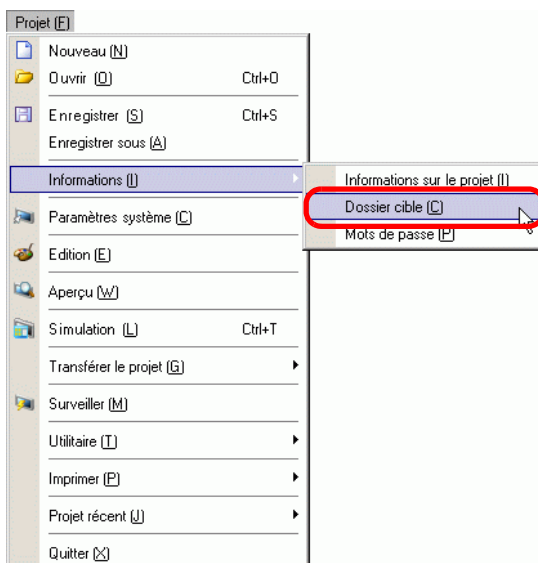 Projet (F)
Nouveau (N)
Ouvrir (O) Ctrl+O
Enregistrer (S) Ctrl+S
Enregistrer sous (A)
Informations (I)
Informations sur le projet (I)
Dossier cible (C)
Mots de passe (P)
Paramètres système (C)
Edition (E)
Aperçu (W)
Simulation (L) Ctrl+T
Transférer le projet (G)
Surveiller (M)
Utilitaire (T)
Imprimer (P)
Projet récent (J)
Quitter (X)